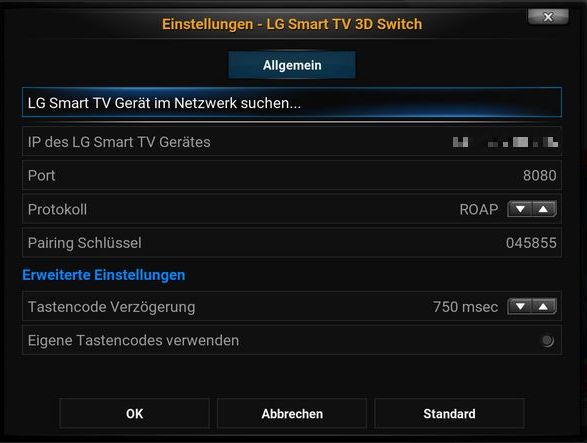 Einstellungen - LG Smart TV 3D Switch
Allgemein
LG Smart TV Gerät im Netzwerk suchen...
IP des LG Smart TV Gerätes
Port 8080
Protokoll ROAP
Pairing Schlüssel 045855
Erweiterte Einstellungen
Tastencode Verzögerung 750 msec
Eigene Tastencodes verwenden
OK Abbrechen Standard